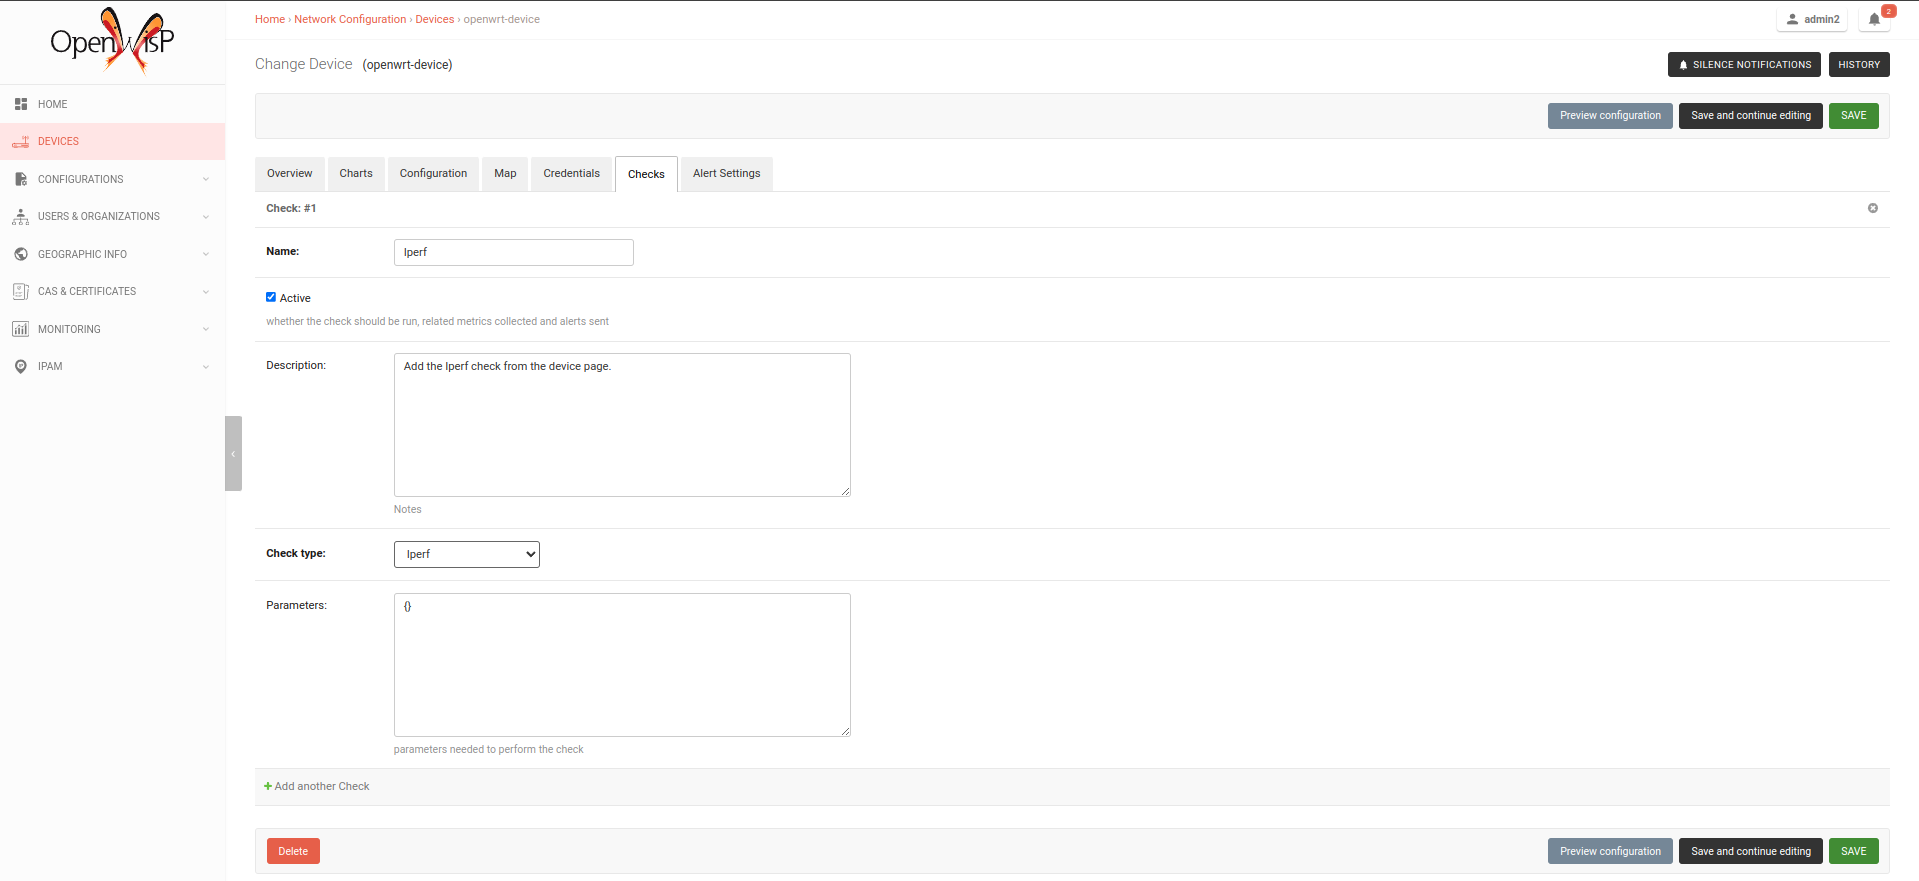 OpenWISP
Home › Network Configuration › Devices › openwrt-device
admin2
2
Change Device (openwrt-device)
SILENCE NOTIFICATIONS
HISTORY
HOME
DEVICES
CONFIGURATIONS
USERS & ORGANIZATIONS
GEOGRAPHIC INFO
CAS & CERTIFICATES
MONITORING
IPAM
Preview configuration
Save and continue editing
SAVE
Overview
Charts
Configuration
Map
Credentials
Checks
Alert Settings
Check: #1
Name:
Iperf
Active
whether the check should be run, related metrics collected and alerts sent
Description:
Add the Iperf check from the device page.
Notes
Check type:
Iperf
Parameters:
{}
parameters needed to perform the check
Add another Check
Delete
Preview configuration
Save and continue editing
SAVE